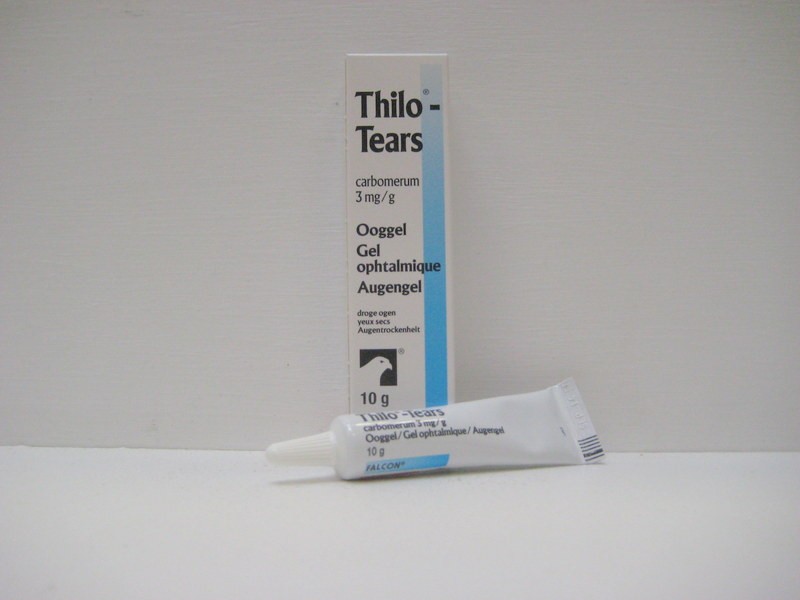 Thilo®-
Tears
carbomerum
3 mg/g
Ooggel
Gel
ophtalmique
Augengel
droge ogen
yeux secs
Augentrockenheit
®
10 g
Thilo®-Tears
carbomerum 3 mg/g
Ooggel/Gel ophtalmique/Augengel
10 g
FALCON®